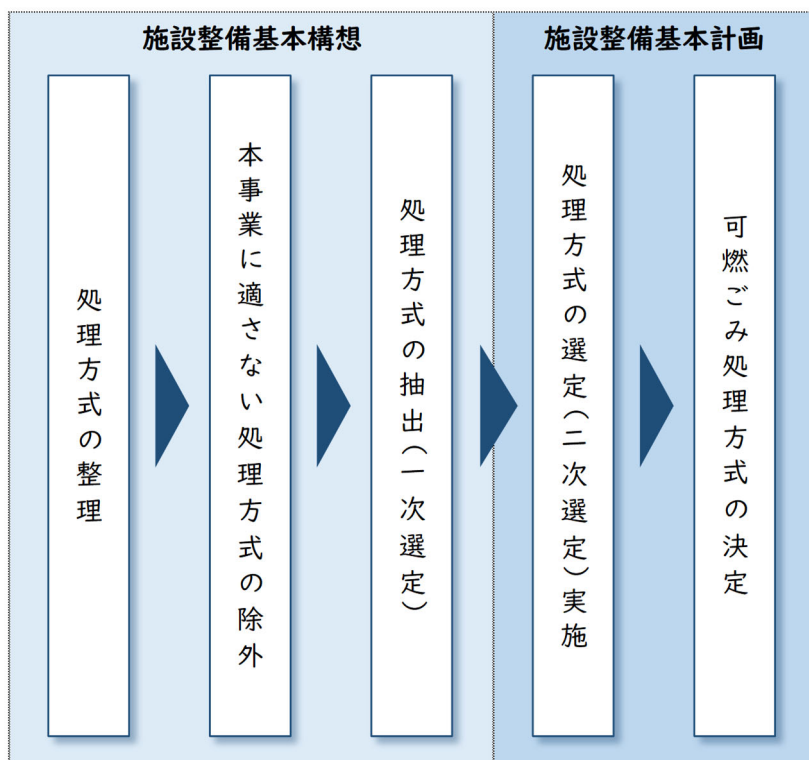 施設整備基本構想
処理方式の整理
本事業に適さない処理方式の除外
処理方式の抽出(一次選定)
施設整備基本計画
処理方式の選定(二次選定)実施
可燃ごみ処理方式の決定